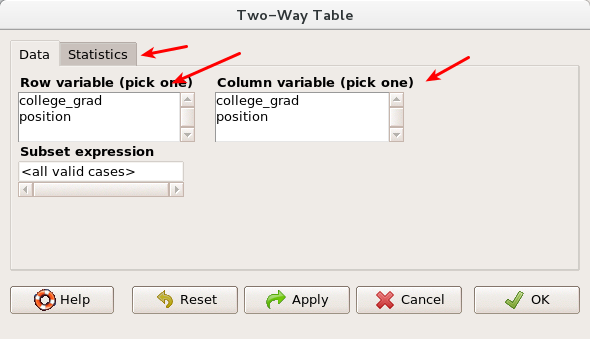 Two-Way Table
Data Statistics
Row variable (pick one) Column variable (pick one)
college_grad college_grad
position position
Subset expression
<all valid cases>
Help Reset Apply Cancel OK